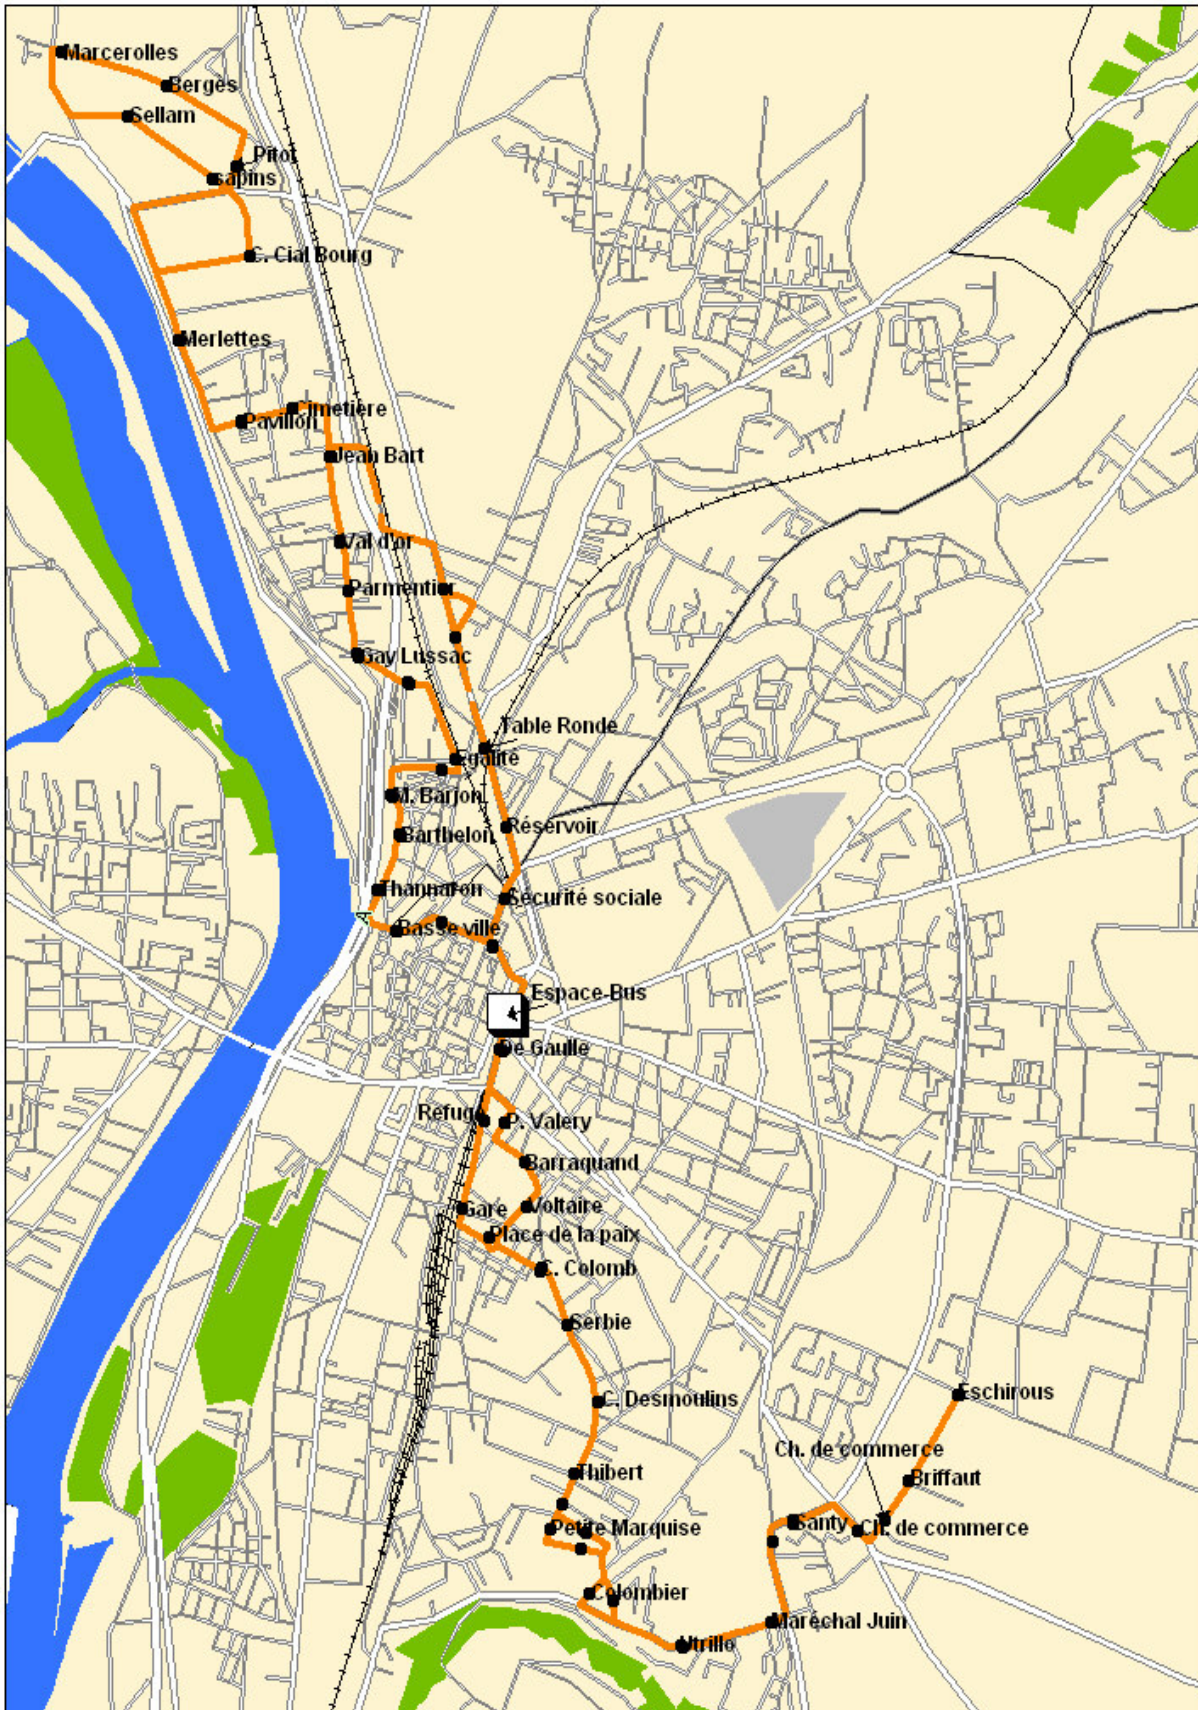 Marcerolles
Berges
Sellam
Pitot
sapins
C. Cial Bourg
Merlettes
Cimetière
Pavillon
Jean Bart
Val d'or
Parmentier
Gay Lussac
Table Ronde
Egalité
M. Barjon
Réservoir
Barthelon
Thannaron
Sécurité sociale
Basse ville
Espace-Bus
De Gaulle
Refuge
P. Valery
Barraquand
Gare
Voltaire
Place de la paix
C. Colomb
Serbie
Eschirous
C. Desmoulins
Ch. de commerce
Thibert
Briffaut
Petite Marquise
Santy
Ch. de commerce
Colombier
Maréchal Juin
Utrillo